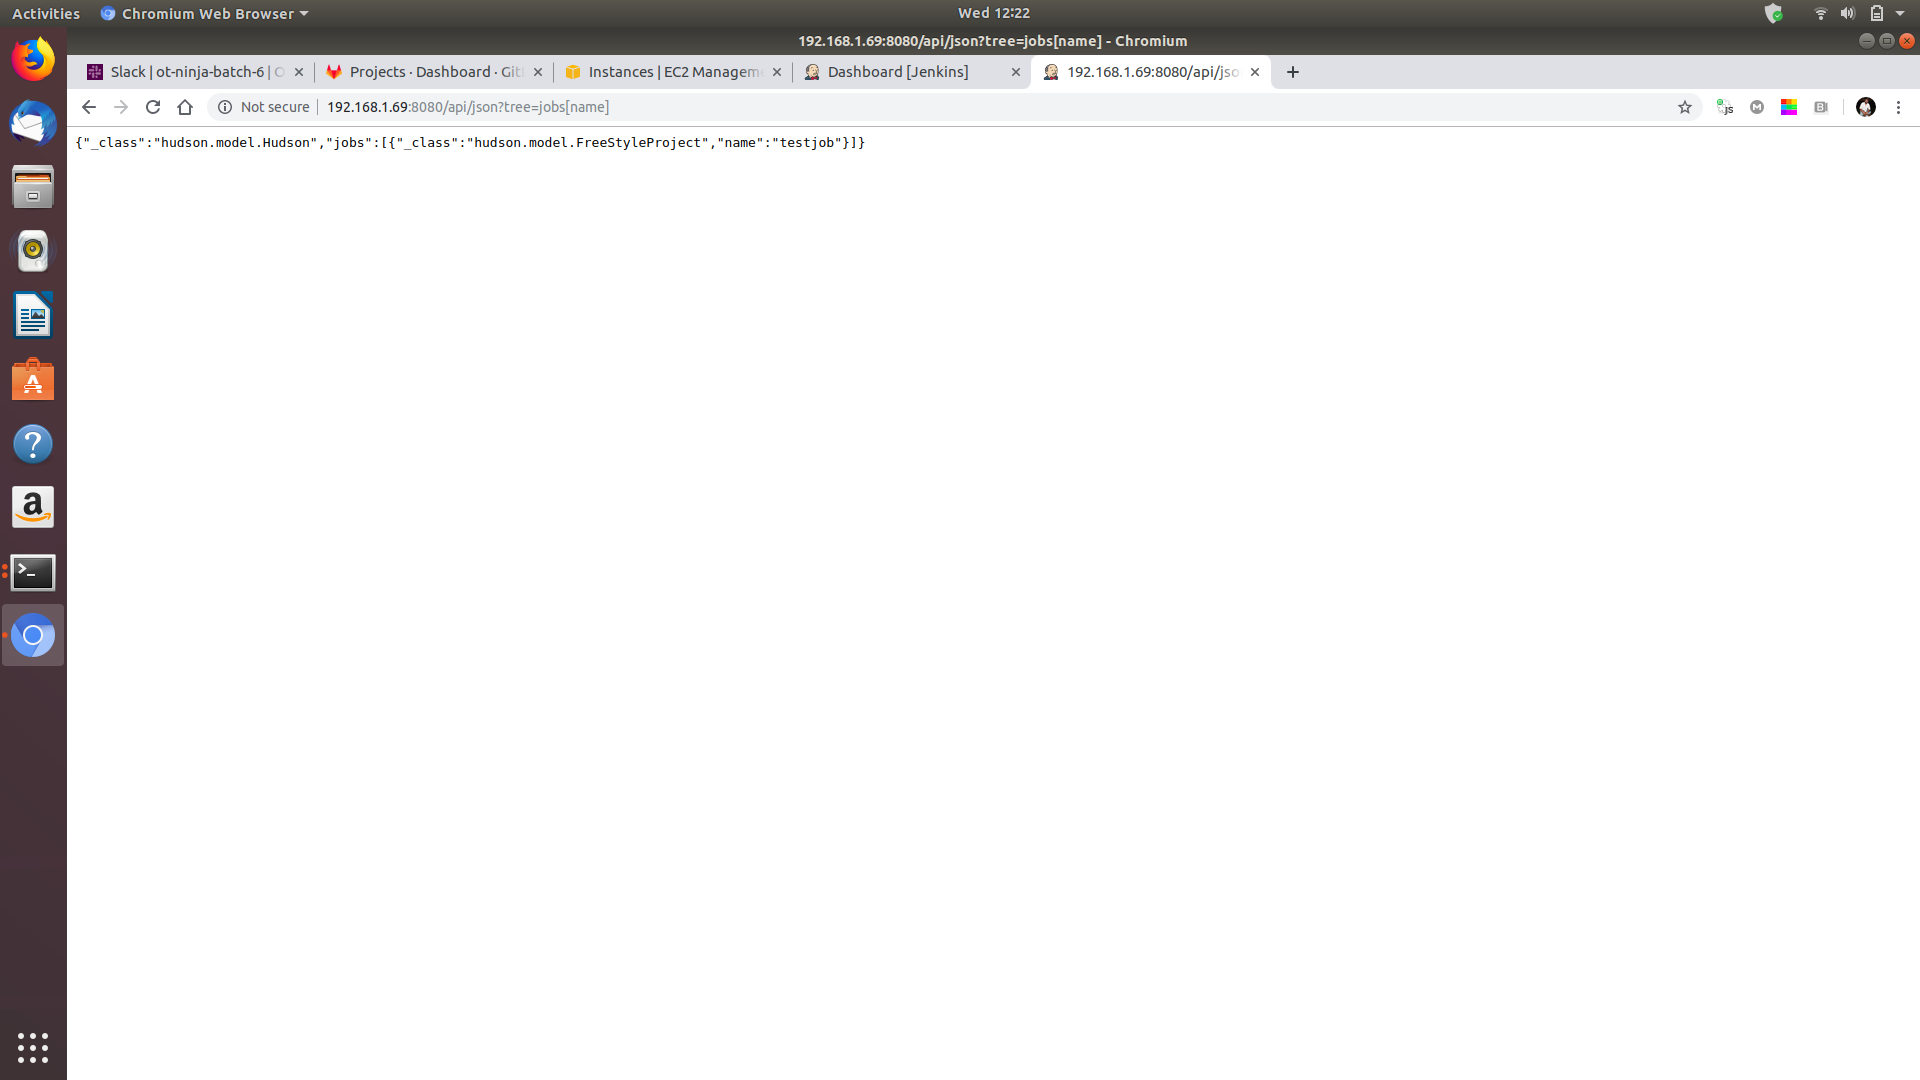 Activities
Chromium Web Browser
Wed 12:22
192.168.1.69:8080/api/json?tree=jobs[name] - Chromium
Slack | ot-ninja-batch-6 | O
Projects · Dashboard · Git
Instances | EC2 Managem
Dashboard [Jenkins]
192.168.1.69:8080/api/jso
Not secure
192.168.1.69:8080/api/json?tree=jobs[name]
{"_class":"hudson.model.Hudson","jobs":[{"_class":"hudson.model.FreeStyleProject","name":"testjob"}]}